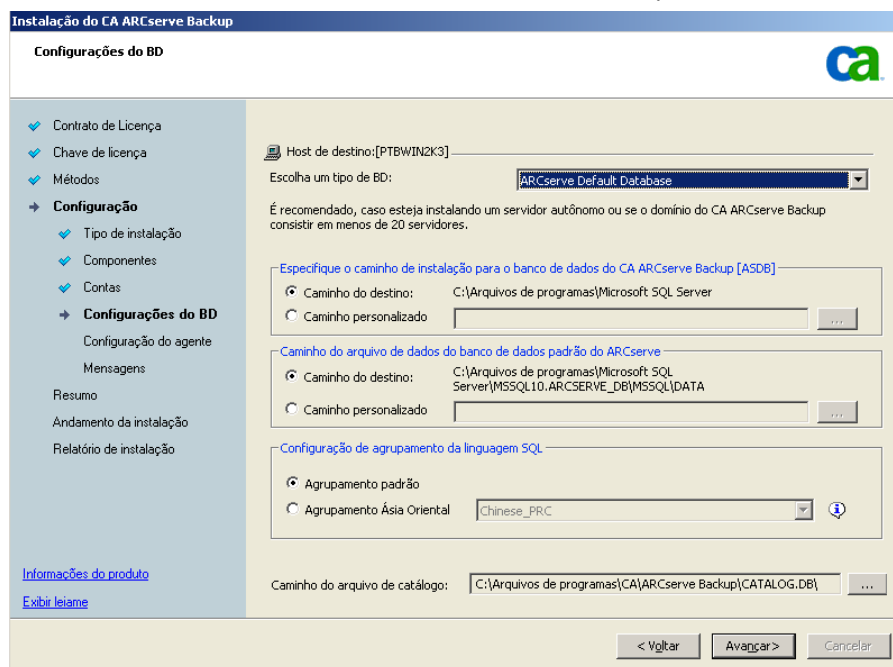 Instalação do CA ARCserve Backup
Configurações do BD
ca
Contrato de Licença
Chave de licença
Métodos
Configuração
Tipo de instalação
Componentes
Contas
Configurações do BD
Configuração do agente
Mensagens
Resumo
Andamento da instalação
Relatório de instalação
Informações do produto
Exibir leiame
Host de destino:[PTBWIN2K3]
Escolha um tipo de BD: ARCserve Default Database
É recomendado, caso esteja instalando um servidor autônomo ou se o domínio do CA ARCserve Backup
consistir em menos de 20 servidores.
Especifique o caminho de instalação para o banco de dados do CA ARCserve Backup [ASDB]
Caminho do destino: C:\Arquivos de programas\Microsoft SQL Server
Caminho personalizado ...
Caminho do arquivo de dados do banco de dados padrão do ARCserve
Caminho do destino: C:\Arquivos de programas\Microsoft SQL
Server\MSSQL10.ARCSERVE_DB\MSSQL\DATA
Caminho personalizado ...
Configuração de agrupamento da linguagem SQL
Agrupamento padrão
Agrupamento Ásia Oriental Chinese_PRC
Caminho do arquivo de catálogo: C:\Arquivos de programas\CA\ARCserve Backup\CATALOG.DB\ ...
< Voltar Avançar> Cancelar